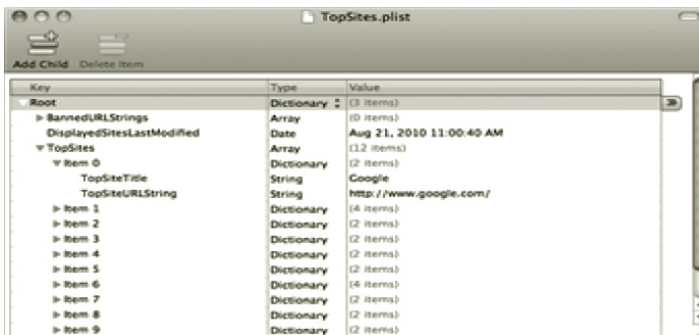 TopSites.plist
Add Child Delete Item
Key Type Value
Root Dictionary (3 items)
BannedURLStrings Array (0 items)
DisplayedSitesLastModified Date Aug 21, 2010 11:00:40 AM
TopSites Array (12 items)
Item 0 Dictionary (2 items)
TopSiteTitle String Google
TopSiteURLString String http://www.google.com/
Item 1 Dictionary (4 items)
Item 2 Dictionary (2 items)
Item 3 Dictionary (2 items)
Item 4 Dictionary (2 items)
Item 5 Dictionary (2 items)
Item 6 Dictionary (4 items)
Item 7 Dictionary (2 items)
Item 8 Dictionary (2 items)
Item 9 Dictionary (2 items)